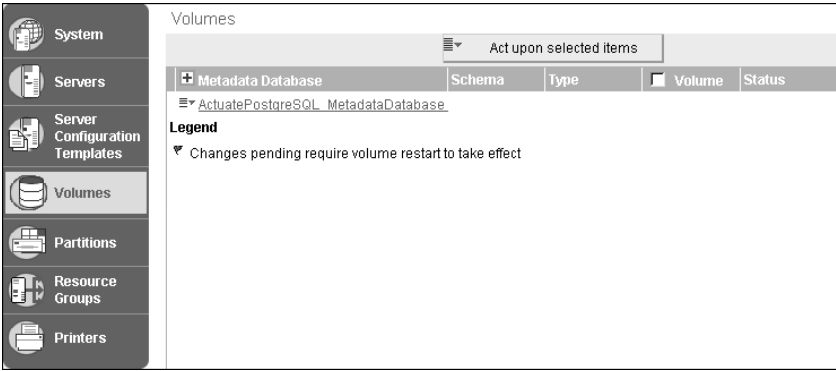 Volumes
System
Act upon selected items
Servers
Metadata Database Schema Type Volume Status
ActuatePostgreSQL_MetadataDatabase
Server
Configuration
Templates
Legend
Changes pending require volume restart to take effect
Volumes
Partitions
Resource
Groups
Printers